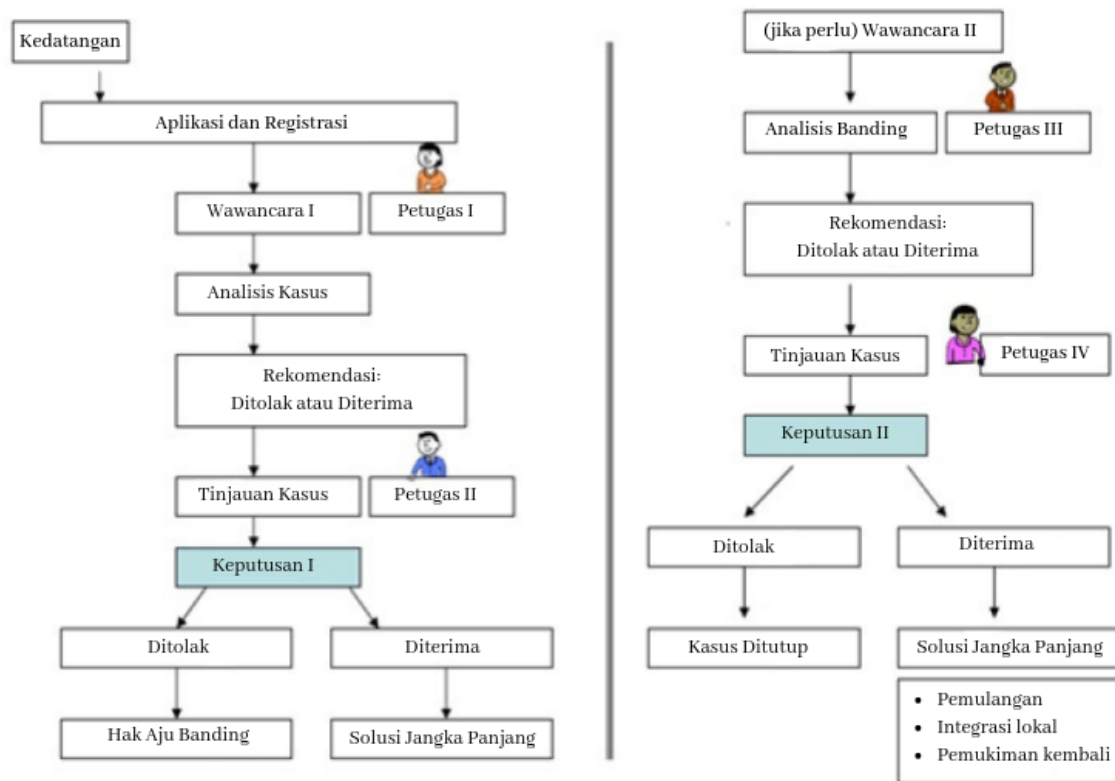 Kedatangan
Aplikasi dan Registrasi
Wawancara I
Petugas I
Analisis Kasus
Rekomendasi:
Ditolak atau Diterima
Tinjauan Kasus
Petugas II
Keputusan I
Ditolak
Diterima
Hak Aju Banding
Solusi Jangka Panjang
(jika perlu) Wawancara II
Analisis Banding
Petugas III
Rekomendasi:
Ditolak atau Diterima
Tinjauan Kasus
Petugas IV
Keputusan II
Ditolak
Diterima
Kasus Ditutup
Solusi Jangka Panjang
• Pemulangan
• Integrasi lokal
• Pemukiman kembali